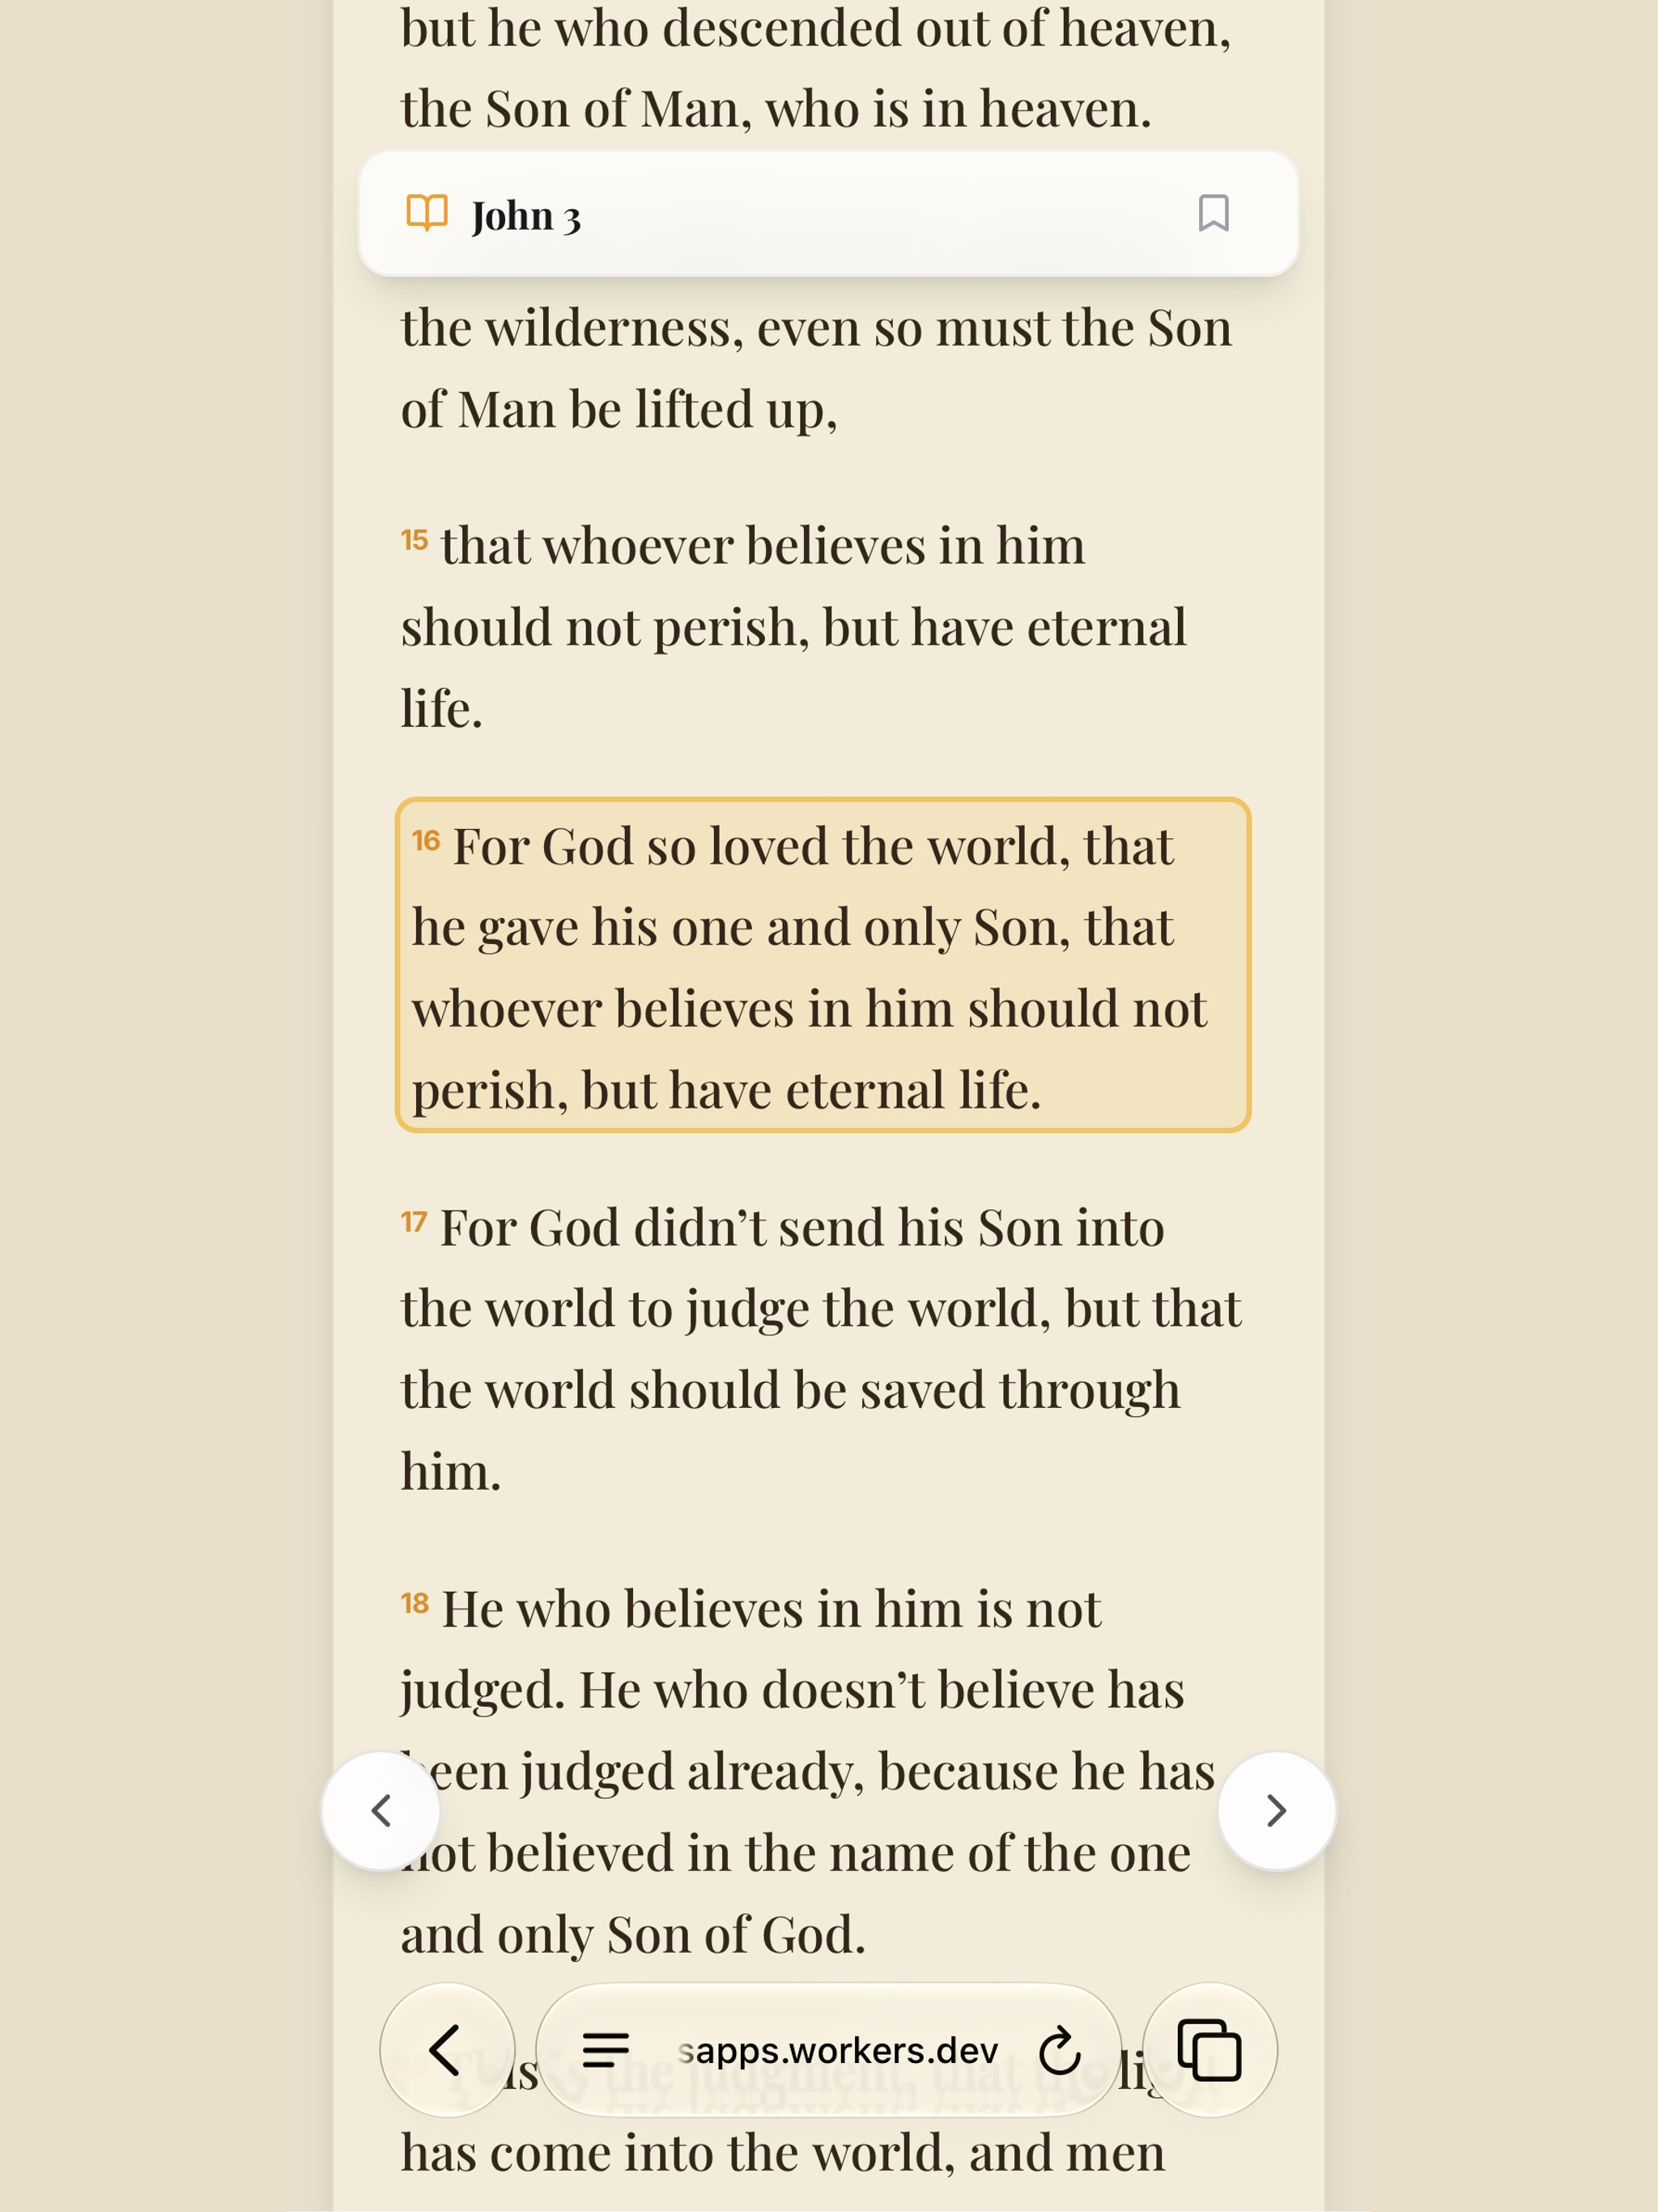 but he who descended out of heaven,
the Son of Man, who is in heaven.
John 3
the wilderness, even so must the Son
of Man be lifted up,
15 that whoever believes in him
should not perish, but have eternal
life.
16 For God so loved the world, that
he gave his one and only Son, that
whoever believes in him should not
perish, but have eternal life.
17 For God didn’t send his Son into
the world to judge the world, but that
the world should be saved through
him.
18 He who believes in him is not
judged. He who doesn’t believe has
been judged already, because he has
not believed in the name of the one
and only Son of God.
sapps.workers.dev
the judgment, that
has come into the world, and men